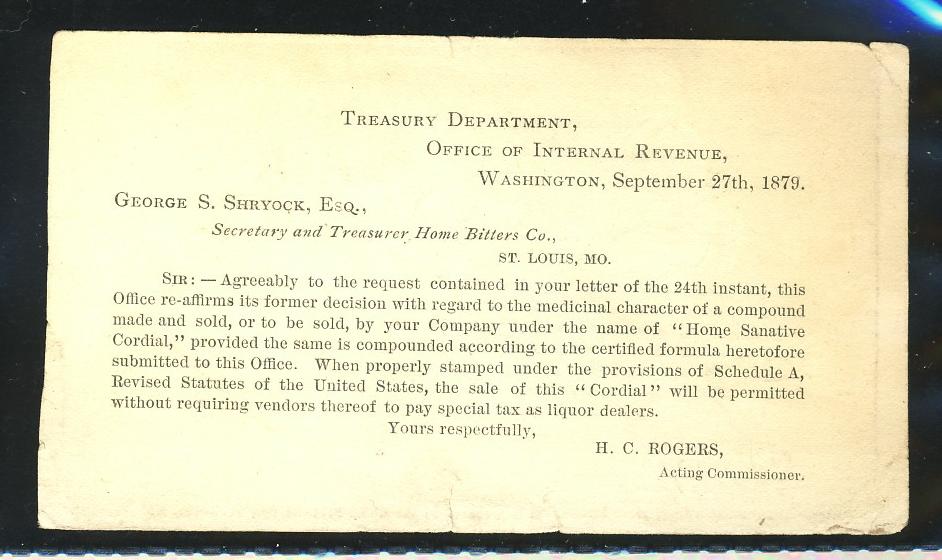 TREASURY DEPARTMENT,
OFFICE OF INTERNAL REVENUE,
WASHINGTON, September 27th, 1879.
GEORGE S. SHRYOCK, ESQ.,
Secretary and Treasurer Home Bitters Co.,
ST. LOUIS, MO.
SIR: — Agreeably to the request contained in your letter of the 24th instant, this
Office re-affirms its former decision with regard to the medicinal character of a compound
made and sold, or to be sold, by your Company under the name of "Home Sanative
Cordial," provided the same is compounded according to the certified formula heretofore
submitted to this Office. When properly stamped under the provisions of Schedule A,
Revised Statutes of the United States, the sale of this "Cordial" will be permitted
without requiring vendors thereof to pay special tax as liquor dealers.
Yours respectfully,
H. C. ROGERS,
Acting Commissioner.